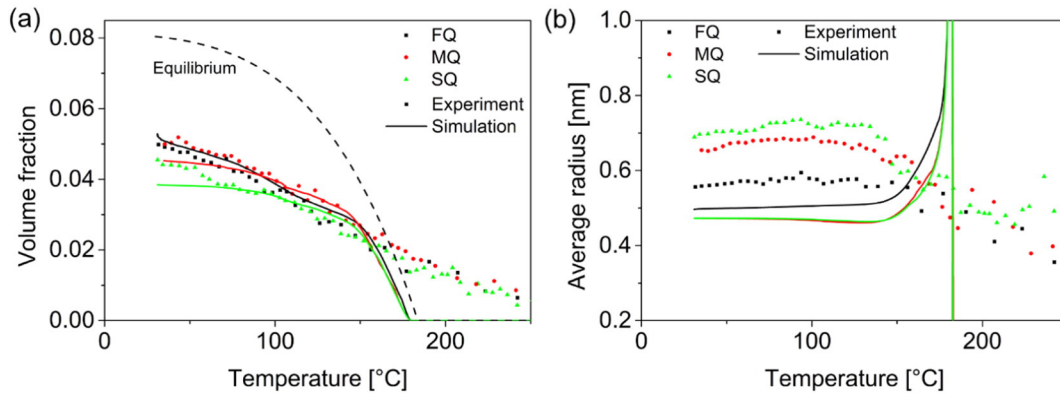 (a)
0.08
0.06
0.04
0.02
0.00
Volume fraction
Equilibrium
FQ
MQ
SQ
Experiment
Simulation
0
100
200
Temperature [°C]
(b)
1.0
0.8
0.6
0.4
0.2
Average radius [nm]
FQ
Experiment
MQ
Simulation
SQ
0
100
200
Temperature [°C]